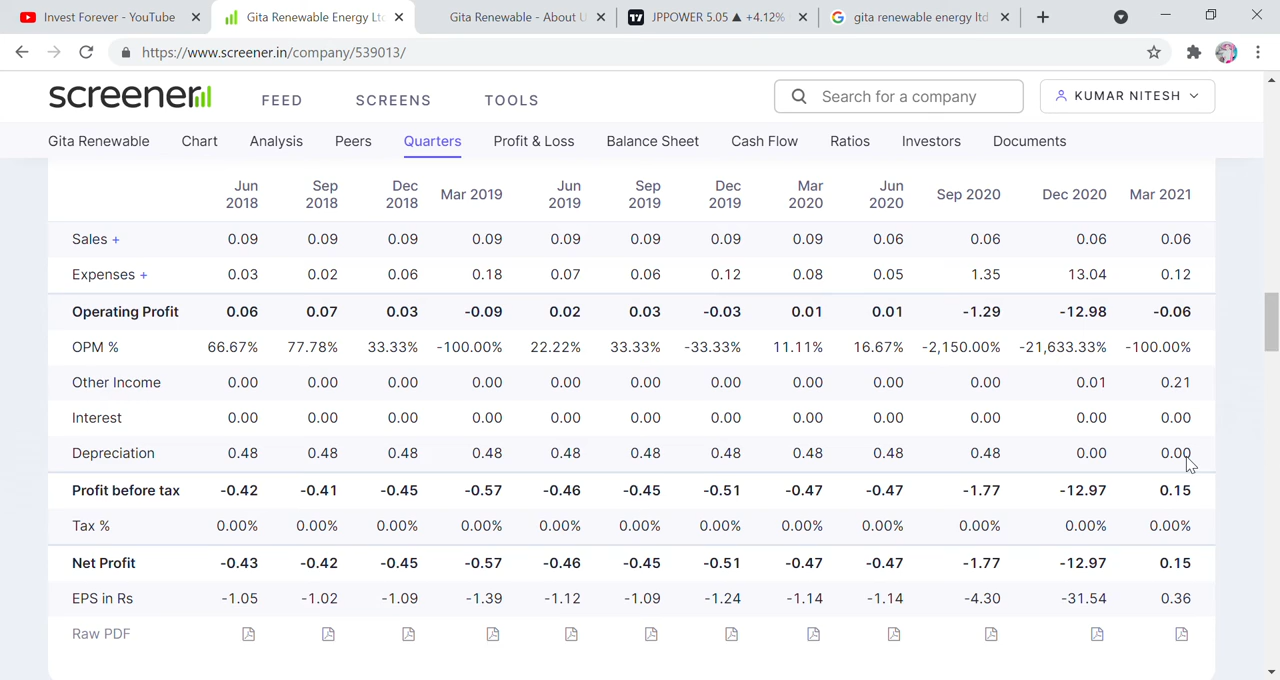 Invest Forever - YouTube
Gita Renewable Energy Ltd
Gita Renewable - About U
JPPOWER 5.05 ▲ +4.12%
gita renewable energy ltd
https://www.screener.in/company/539013/
screener
FEED SCREENS TOOLS
Search for a company
KUMAR NITESH
Gita Renewable Chart Analysis Peers Quarters Profit & Loss Balance Sheet Cash Flow Ratios Investors Documents
Jun 2018 Sep 2018 Dec 2018 Mar 2019 Jun 2019 Sep 2019 Dec 2019 Mar 2020 Jun 2020 Sep 2020 Dec 2020 Mar 2021
Sales + 0.09 0.09 0.09 0.09 0.09 0.09 0.09 0.09 0.06 0.06 0.06 0.06
Expenses + 0.03 0.02 0.06 0.18 0.07 0.06 0.12 0.08 0.05 1.35 13.04 0.12
Operating Profit 0.06 0.07 0.03 -0.09 0.02 0.03 -0.03 0.01 0.01 -1.29 -12.98 -0.06
OPM % 66.67% 77.78% 33.33% -100.00% 22.22% 33.33% -33.33% 11.11% 16.67% -2,150.00% -21,633.33% -100.00%
Other Income 0.00 0.00 0.00 0.00 0.00 0.00 0.00 0.00 0.00 0.00 0.01 0.21
Interest 0.00 0.00 0.00 0.00 0.00 0.00 0.00 0.00 0.00 0.00 0.00 0.00
Depreciation 0.48 0.48 0.48 0.48 0.48 0.48 0.48 0.48 0.48 0.48 0.00 0.00
Profit before tax -0.42 -0.41 -0.45 -0.57 -0.46 -0.45 -0.51 -0.47 -0.47 -1.77 -12.97 0.15
Tax % 0.00% 0.00% 0.00% 0.00% 0.00% 0.00% 0.00% 0.00% 0.00% 0.00% 0.00% 0.00%
Net Profit -0.43 -0.42 -0.45 -0.57 -0.46 -0.45 -0.51 -0.47 -0.47 -1.77 -12.97 0.15
EPS in Rs -1.05 -1.02 -1.09 -1.39 -1.12 -1.09 -1.24 -1.14 -1.14 -4.30 -31.54 0.36
Raw PDF